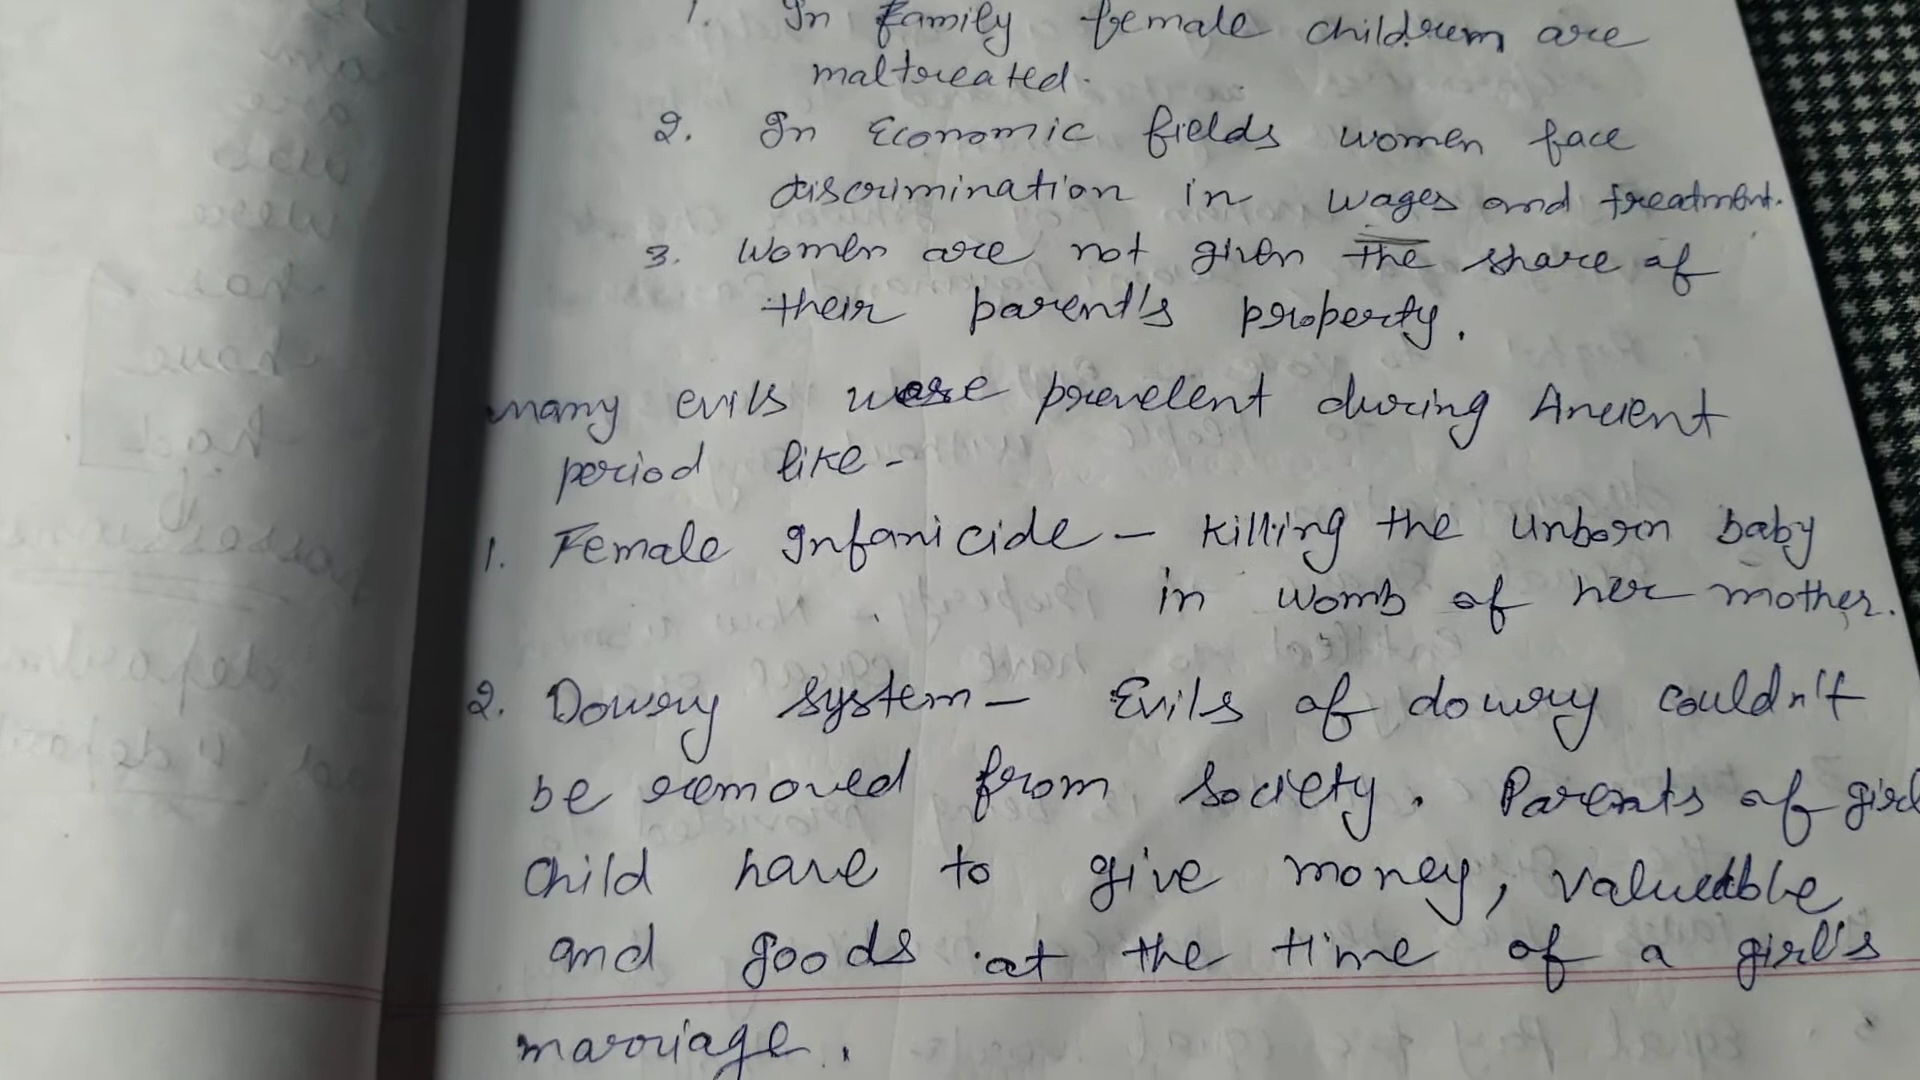 1. In family female childrem are
maltreated.
2. In Economic fields women face
discrimination in wages and treatment.
3. Women are not given the share of
their parent's property.
many evils were prevelent during Ancient
period like-
1. Female Infanicide - Killing the unborn baby
in womb of her mother.
2. Dowry system - Evils of dowry couldn't
be removed from society. Parents of girl
child have to give money, valueable
and goods at the time of a girl's
marriage.